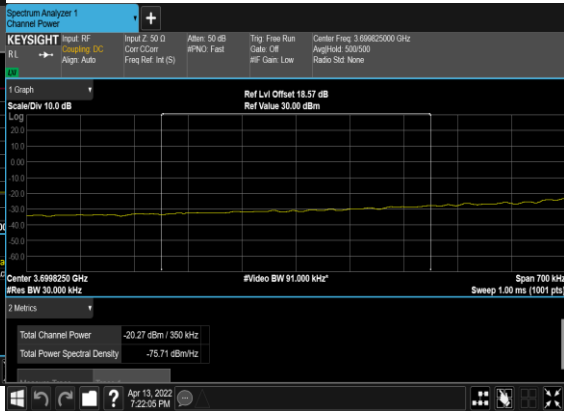 Spectrum Analyzer 1
Channel Power
+
KEYSIGHT Input: RF Input Z: 50 Ω Atten: 50 dB Trig: Free Run Center Freq: 3.699825000 GHz
RL Coupling: DC Corr CCorr #PNO: Fast Gate: Off Avg|Hold: 500/500
Align: Auto Freq Ref: Int (S) #IF Gain: Low Radio Std: None
LXI
1 Graph
Ref Lvl Offset 18.57 dB
Scale/Div 10.0 dB Ref Value 30.00 dBm
Log
20.0
10.0
0.00
-10.0
-20.0
-30.0
-40.0
-50.0
-60.0
Center 3.6998250 GHz #Video BW 91.000 kHz* Span 700 kHz
#Res BW 30.000 kHz Sweep 1.00 ms (1001 pts)
2 Metrics
Total Channel Power -20.27 dBm / 350 kHz
Total Power Spectral Density -75.71 dBm/Hz
?
Apr 13, 2022
7:22:05 PM